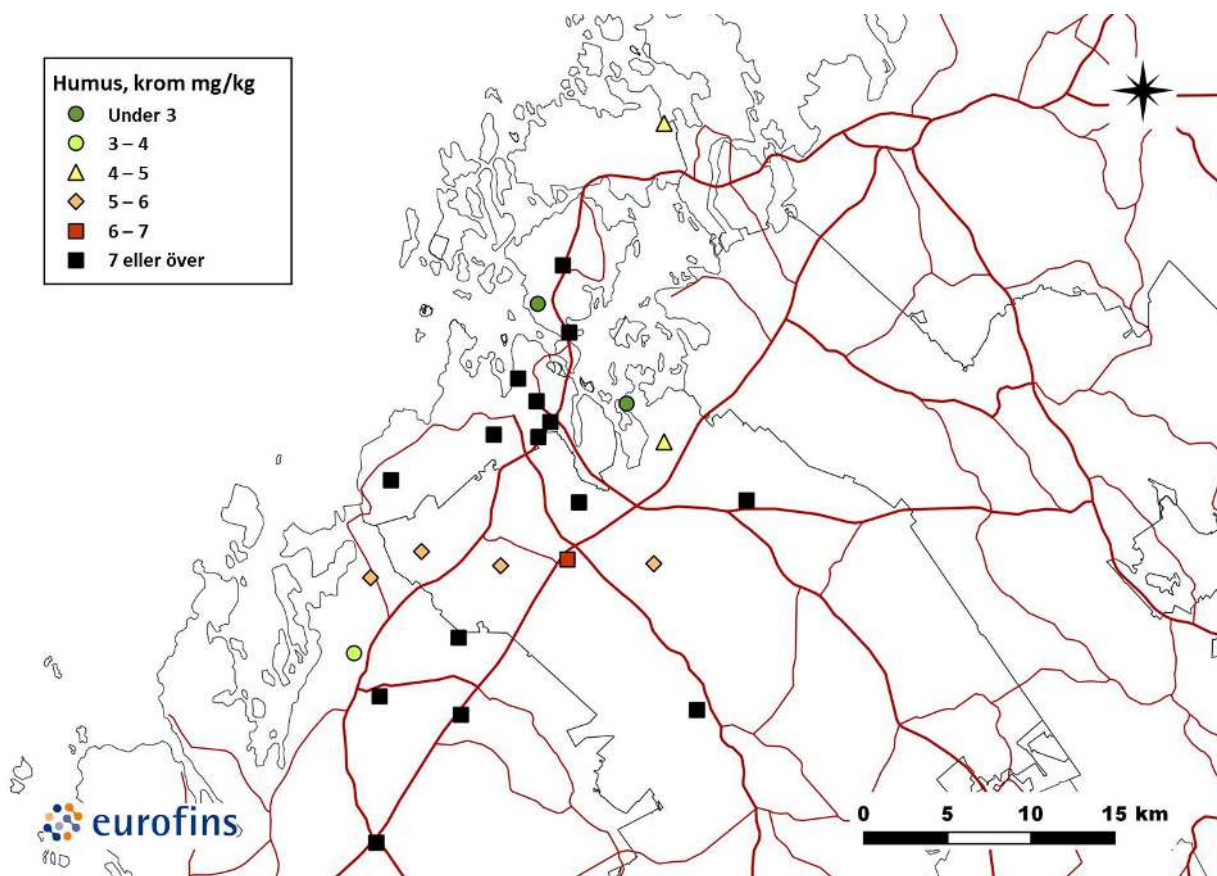 Humus, krom mg/kg
Under 3
3 – 4
4 – 5
5 – 6
6 – 7
7 eller över
eurofins
0 5 10 15 km